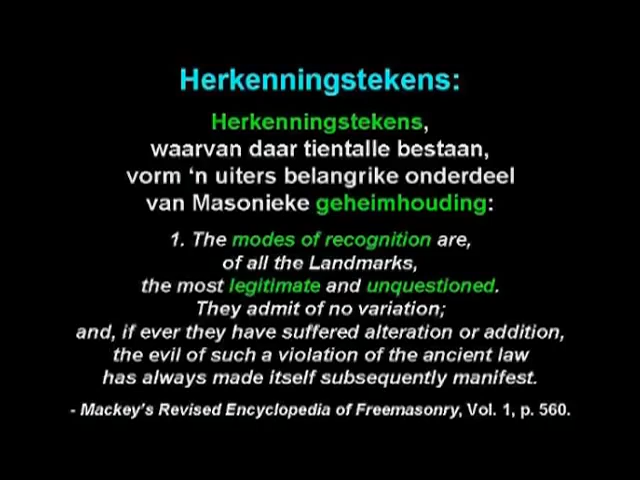 Herkenningstekens:
Herkenningstekens,
waarvan daar tientalle bestaan,
vorm ‘n uiters belangrike onderdeel
van Masonieke geheimhouding:
1. The modes of recognition are,
of all the Landmarks,
the most legitimate and unquestioned.
They admit of no variation;
and, if ever they have suffered alteration or addition,
the evil of such a violation of the ancient law
has always made itself subsequently manifest.
- Mackey's Revised Encyclopedia of Freemasonry, Vol. 1, p. 560.